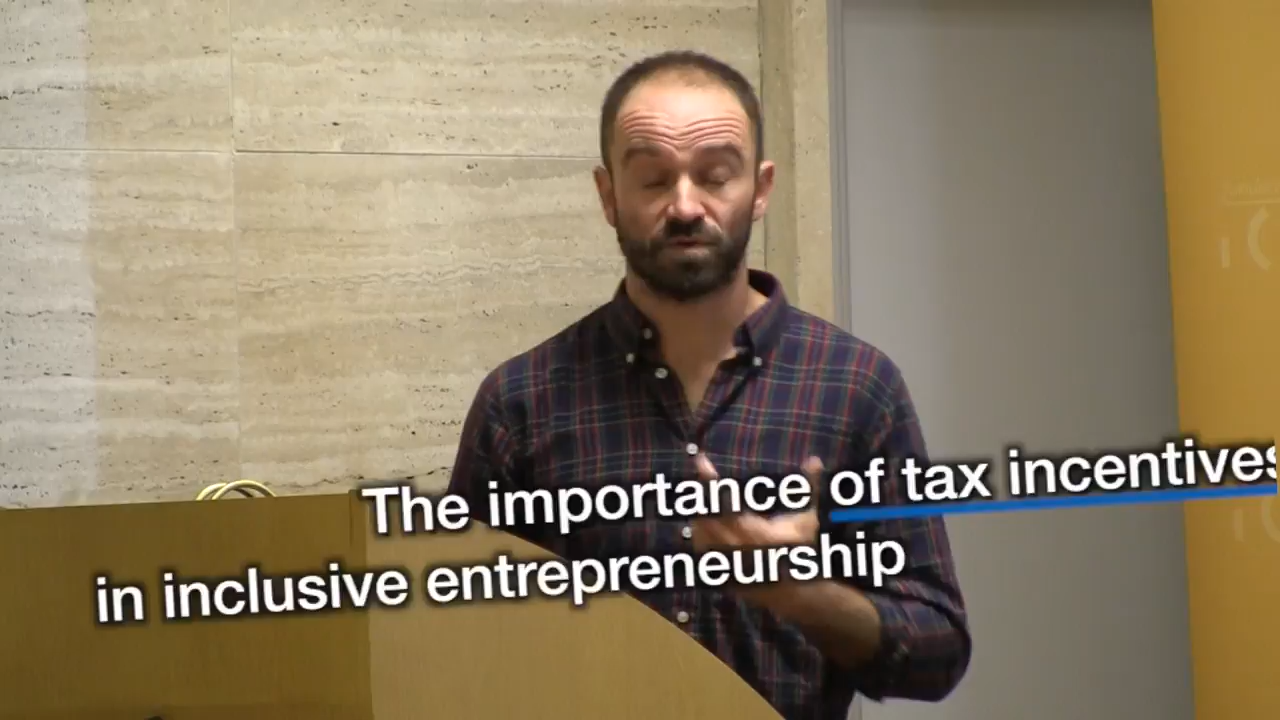 The importance of tax incentives
in inclusive entrepreneurship